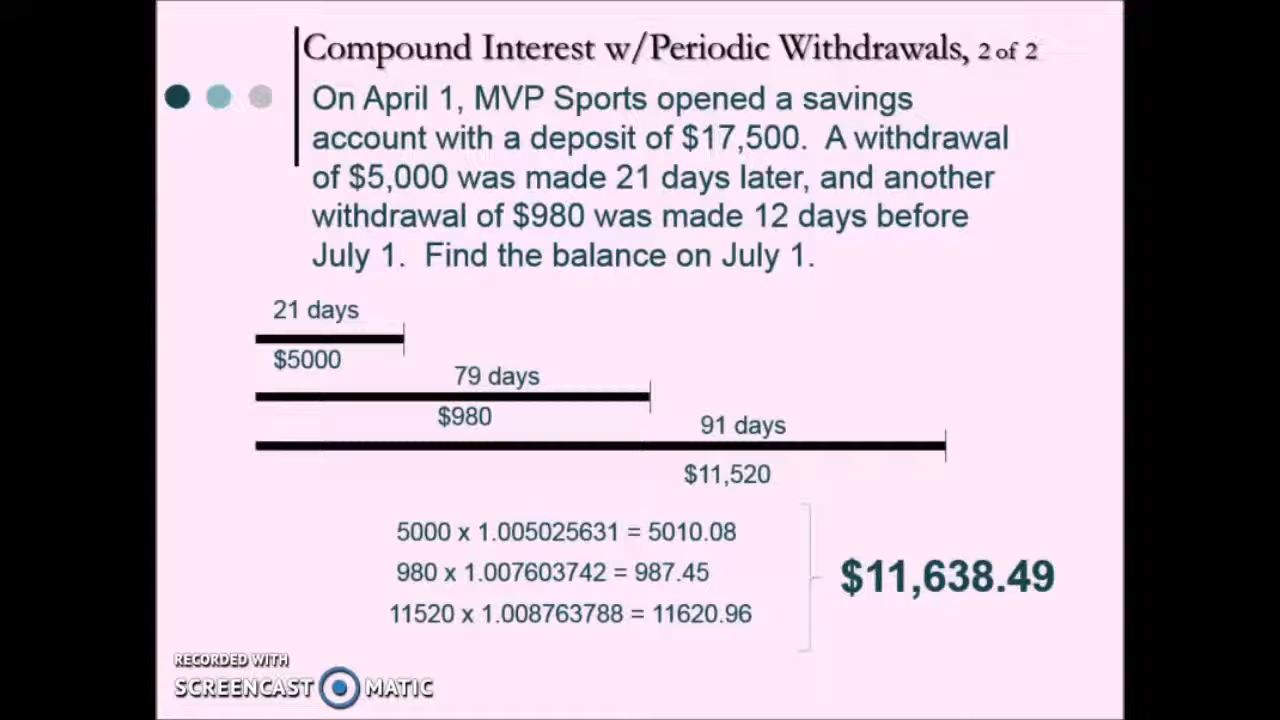 Compound Interest w/Periodic Withdrawals, 2 of 2
On April 1, MVP Sports opened a savings
account with a deposit of $17,500. A withdrawal
of $5,000 was made 21 days later, and another
withdrawal of $980 was made 12 days before
July 1. Find the balance on July 1.
21 days
$5000
79 days
$980
91 days
$11,520
5000 x 1.005025631 = 5010.08
980 x 1.007603742 = 987.45
11520 x 1.008763788 = 11620.96
$11,638.49
RECORDED WITH
SCREENCAST MATIC